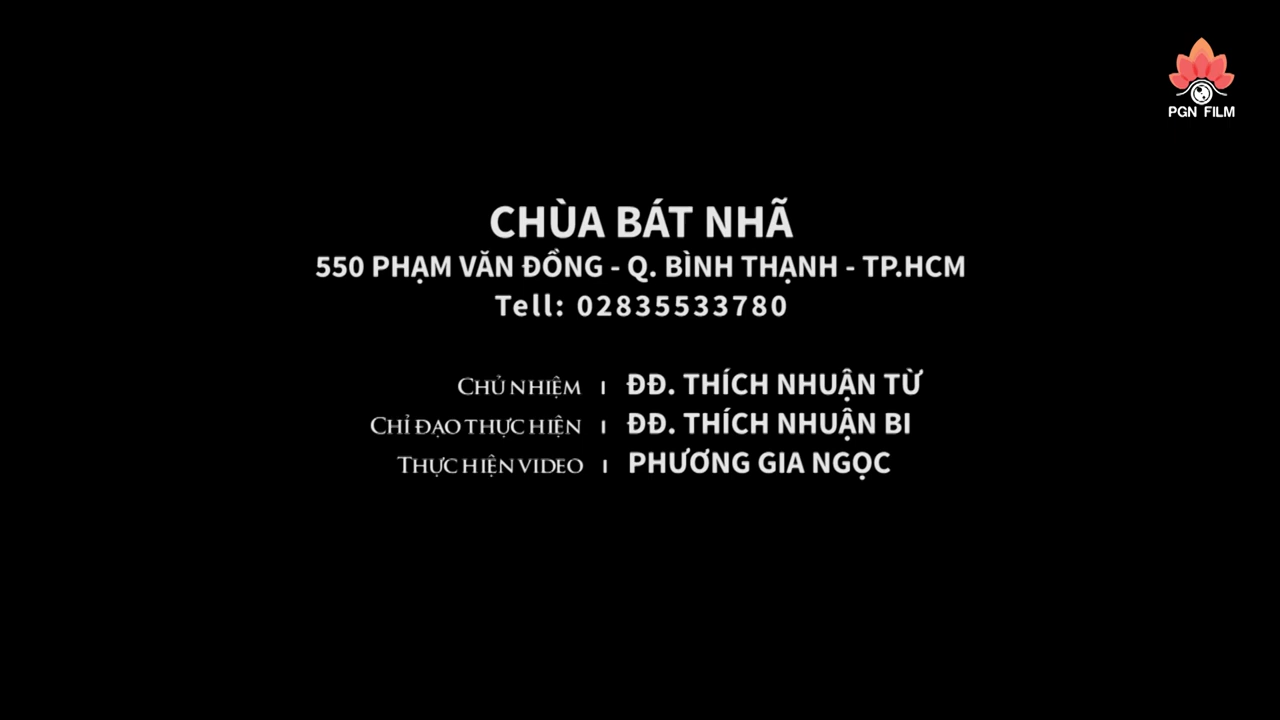 PGN FILM
CHÙA BÁT NHÃ
550 PHẠM VĂN ĐỒNG - Q. BÌNH THẠNH - TP.HCM
Tell: 02835533780
CHỦ NHIỆM I ĐĐ. THÍCH NHUẬN TỪ
CHỈ ĐẠO THỰC HIỆN I ĐĐ. THÍCH NHUẬN BI
THỰC HIỆN VIDEO I PHƯƠNG GIA NGỌC